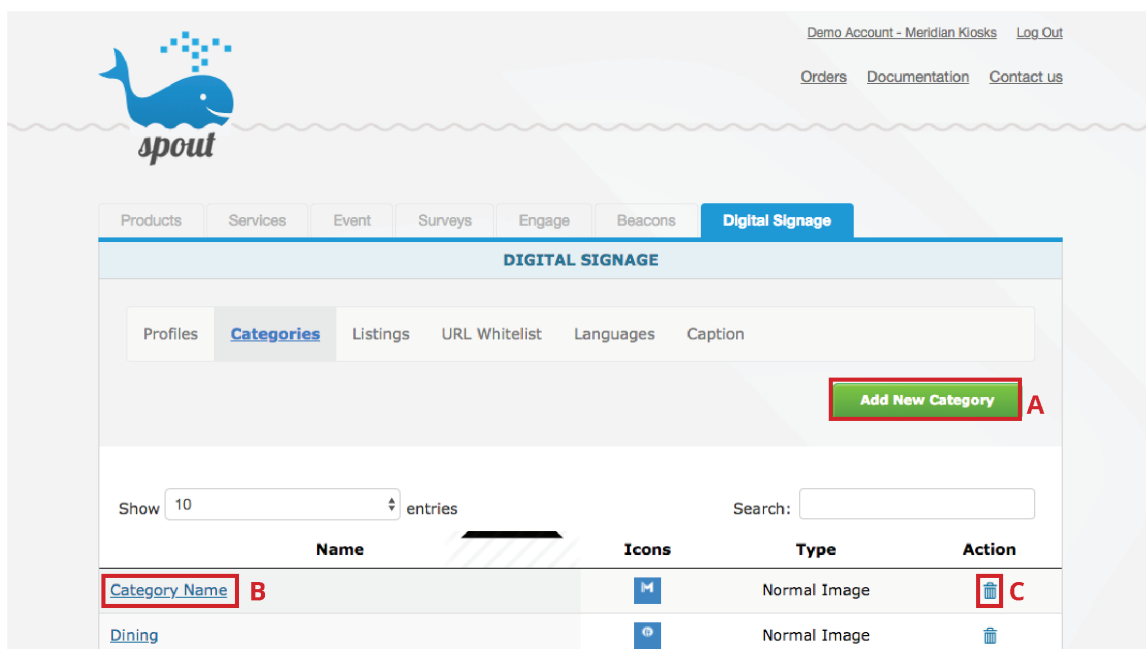 Demo Account - Meridian Kiosks Log Out
Orders Documentation Contact us
spout
Products Services Event Surveys Engage Beacons Digital Signage
DIGITAL SIGNAGE
Profiles Categories Listings URL Whitelist Languages Caption
Add New Category A
Show 10 entries Search:
Name Icons Type Action
Category Name B M Normal Image C
Dining Normal Image